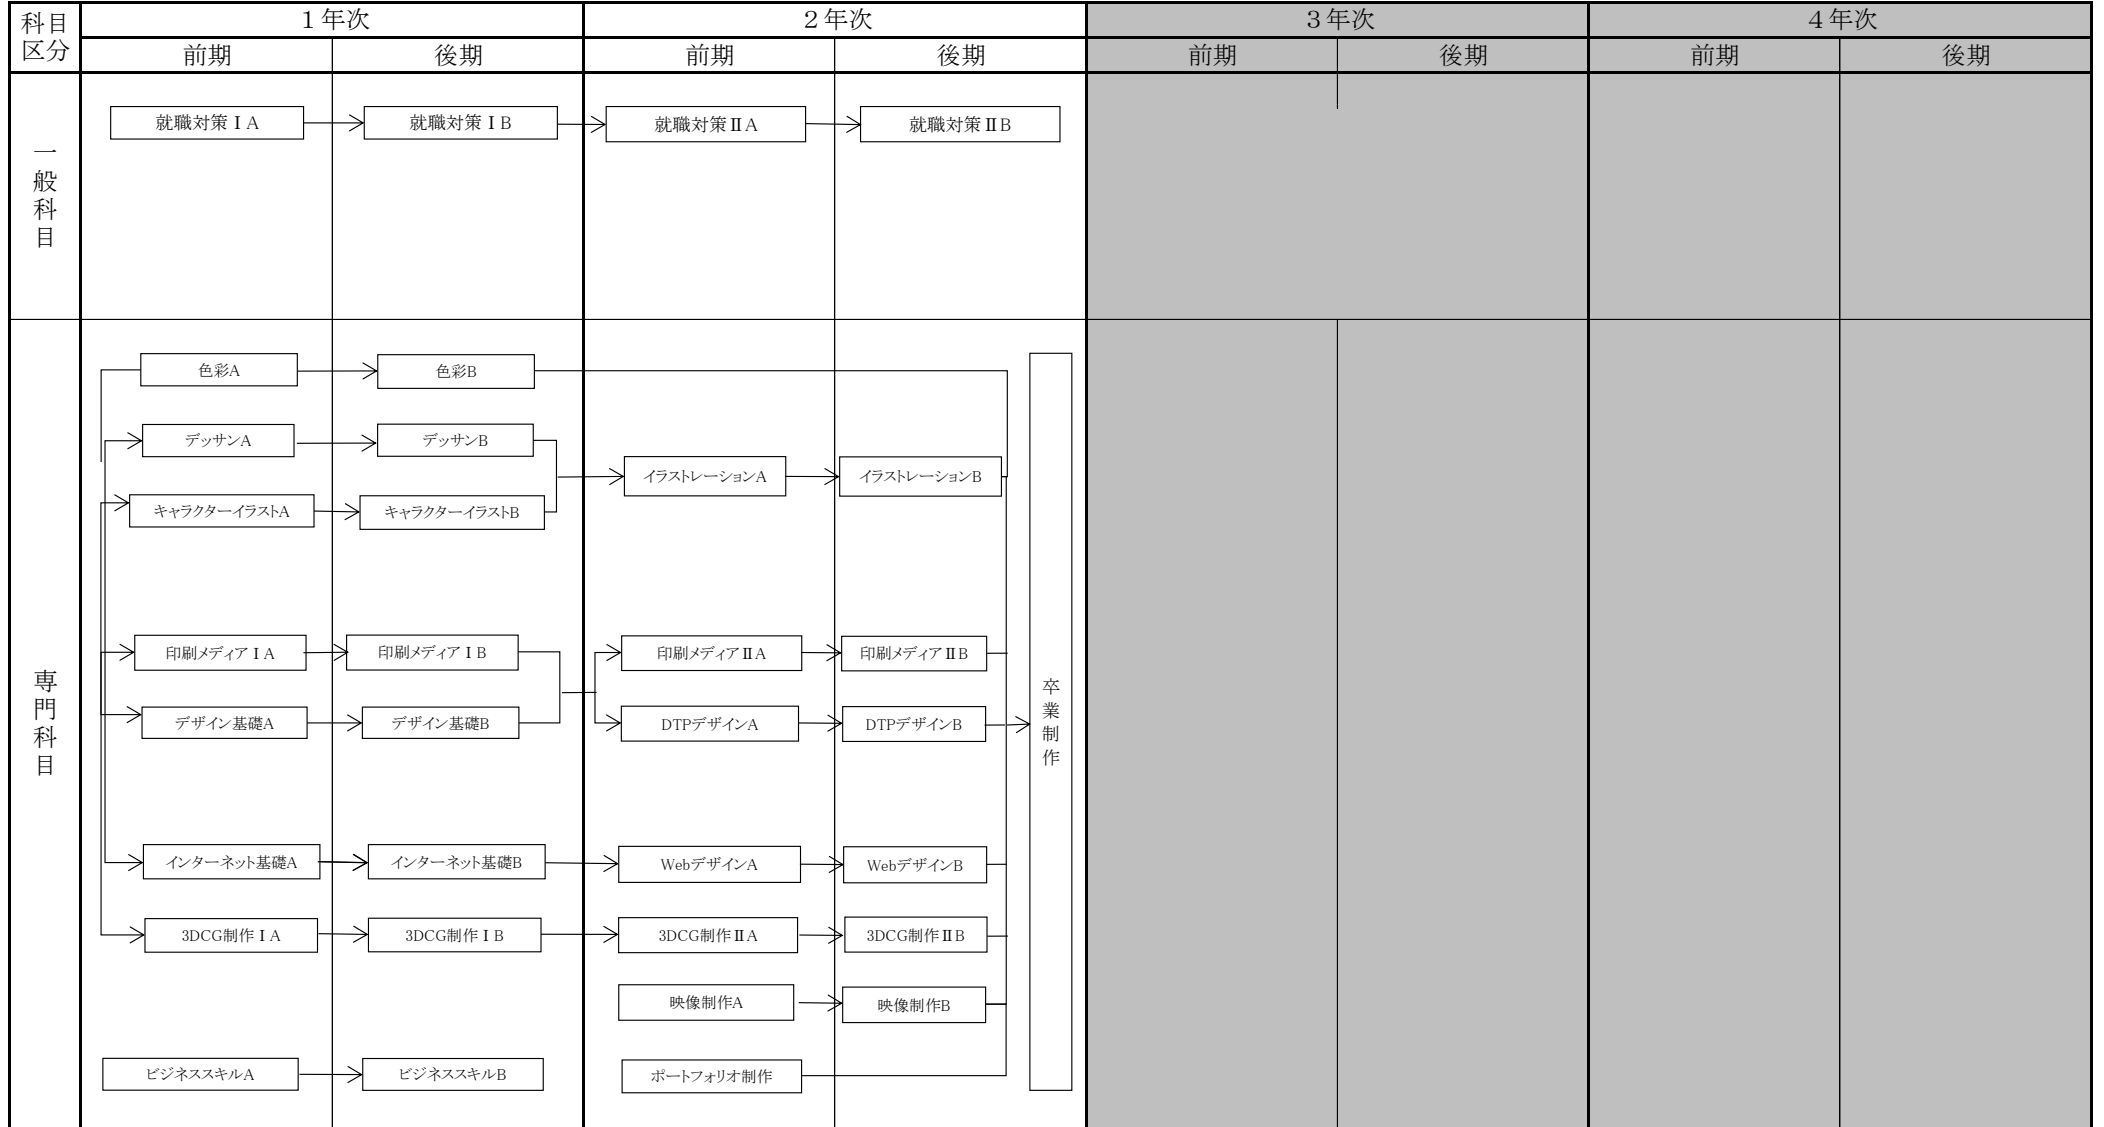 科目
区分
１年次
２年次
３年次
４年次
前期
後期
前期
後期
前期
後期
前期
後期
一般科目
就職対策ⅠA
就職対策ⅠB
就職対策ⅡA
就職対策ⅡB
専門科目
色彩A
色彩B
デッサンA
デッサンB
イラストレーションA
イラストレーションB
キャラクターイラストA
キャラクターイラストB
印刷メディアⅠA
印刷メディアⅠB
印刷メディアⅡA
印刷メディアⅡB
デザイン基礎A
デザイン基礎B
DTPデザインA
DTPデザインB
卒業制作
インターネット基礎A
インターネット基礎B
WebデザインA
WebデザインB
3DCG制作ⅠA
3DCG制作ⅠB
3DCG制作ⅡA
3DCG制作ⅡB
映像制作A
映像制作B
ビジネススキルA
ビジネススキルB
ポートフォリオ制作